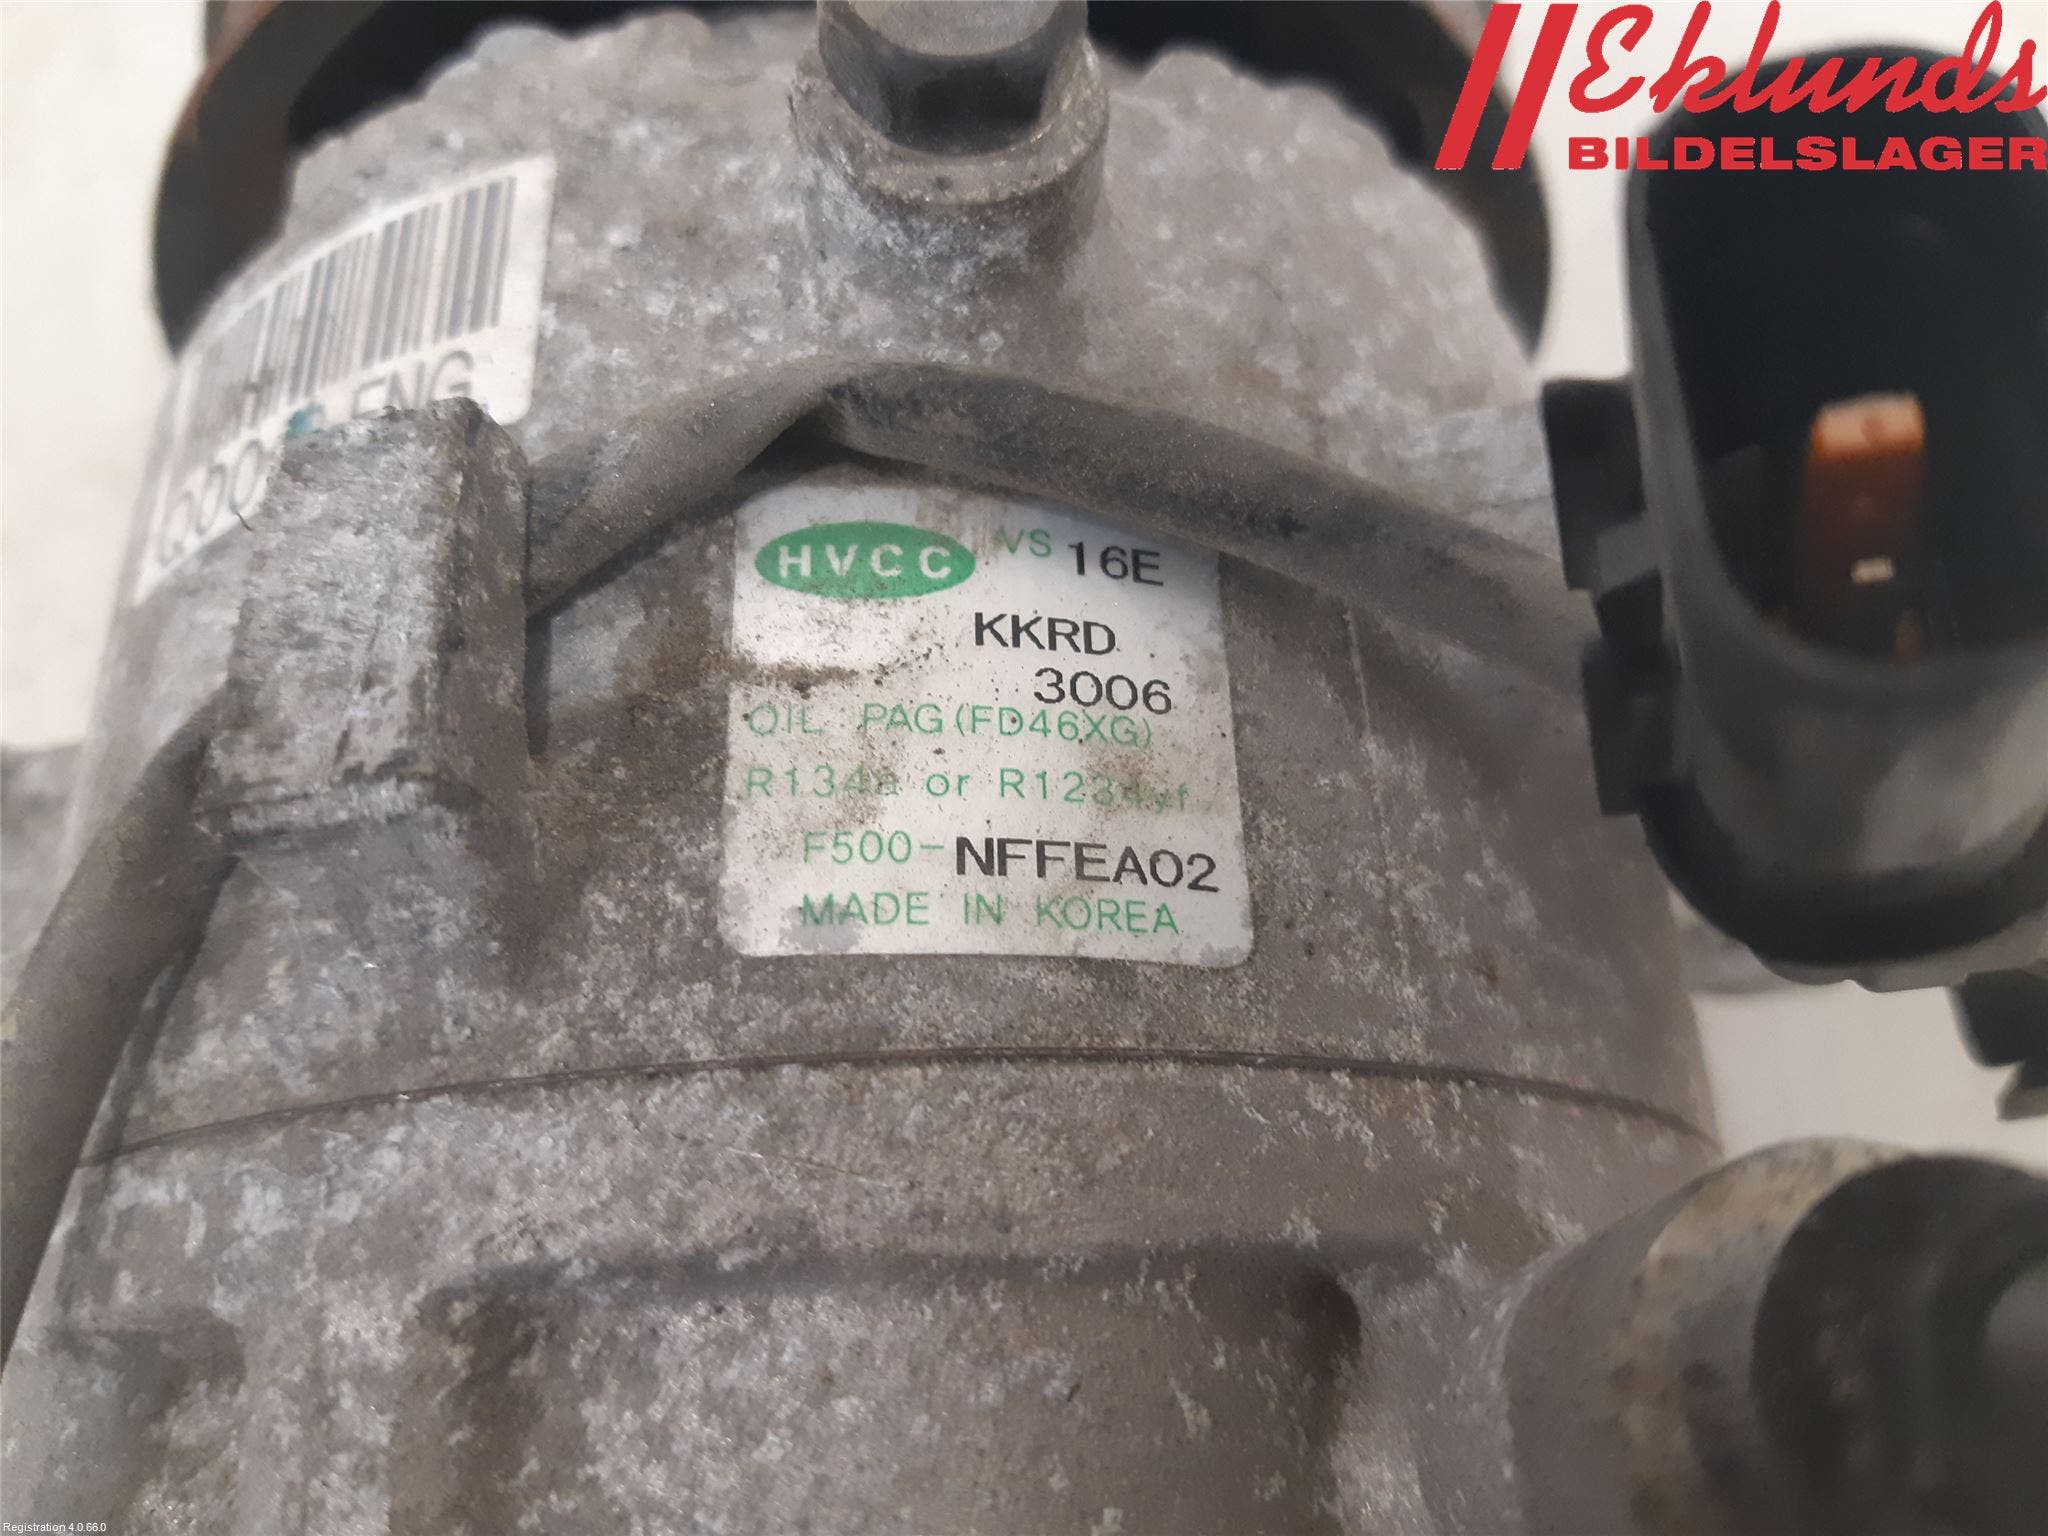 Eklunds
BILDELSLAGER
ENG
HVCC VS 16E
KKRD
3006
OIL : PAG (FD46XG)
R134a or R1234yf
F500-NFFEA02
MADE IN KOREA
Registration 4.0.66.0